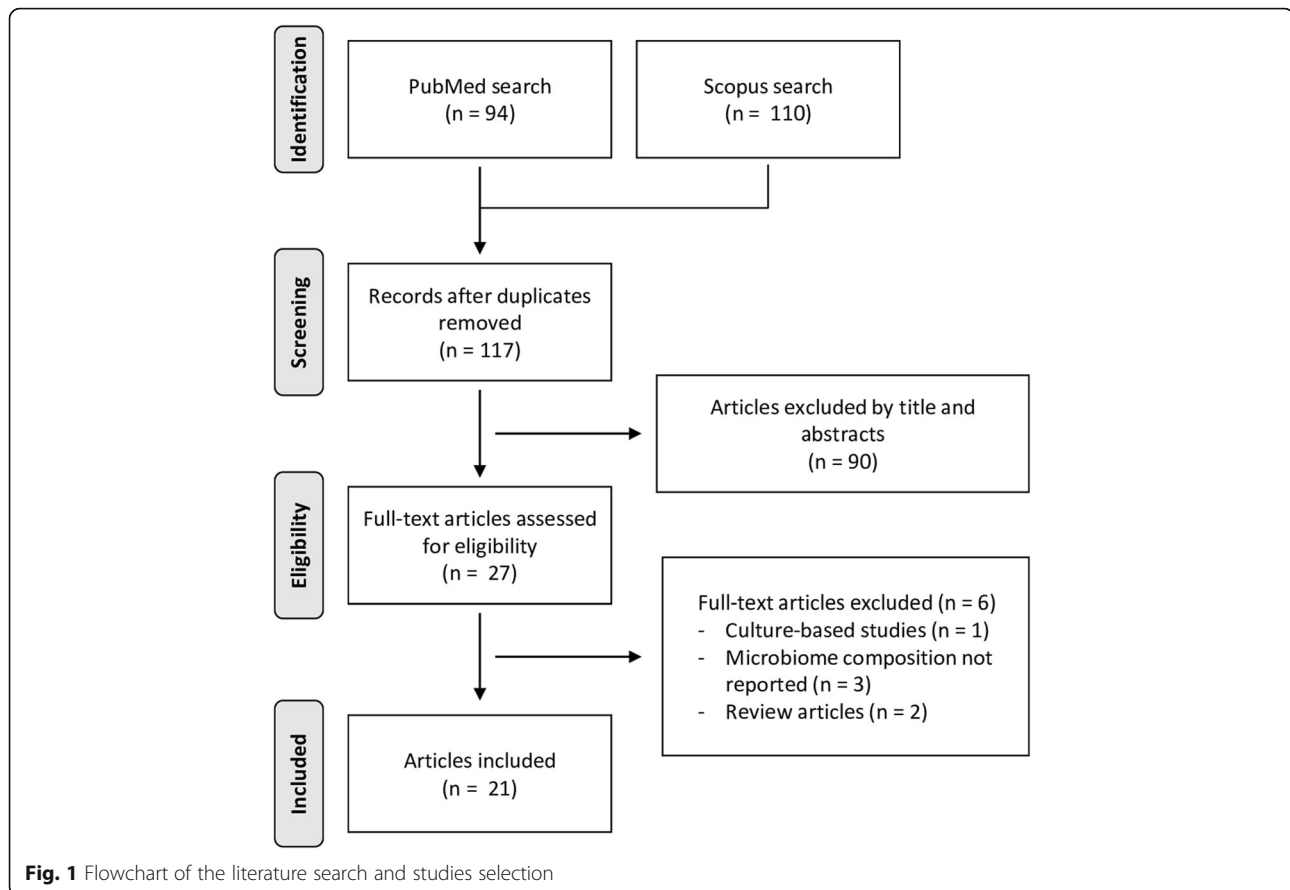 Identification
PubMed search
(n = 94)
Scopus search
(n = 110)
Screening
Records after duplicates
removed
(n = 117)
Articles excluded by title and
abstracts
(n = 90)
Eligibility
Full-text articles assessed
for eligibility
(n = 27)
Full-text articles excluded (n = 6)
- Culture-based studies (n = 1)
- Microbiome composition not
reported (n = 3)
- Review articles (n = 2)
Included
Articles included
(n = 21)
Fig. 1 Flowchart of the literature search and studies selection